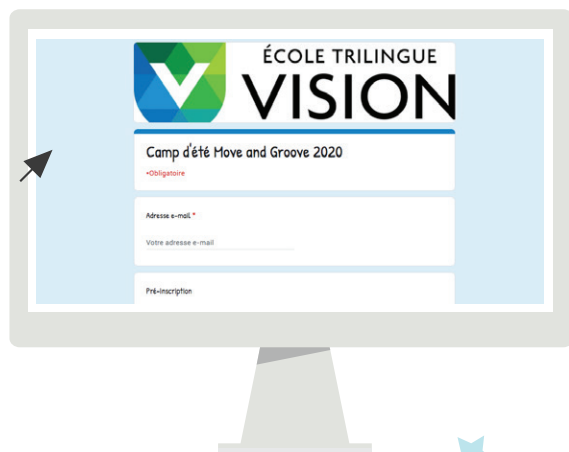 ÉCOLE TRILINGUE
VISION
Camp d'été Move and Groove 2020
*Obligatoire
Adresse e-mail *
Votre adresse e-mail
Pré-inscription